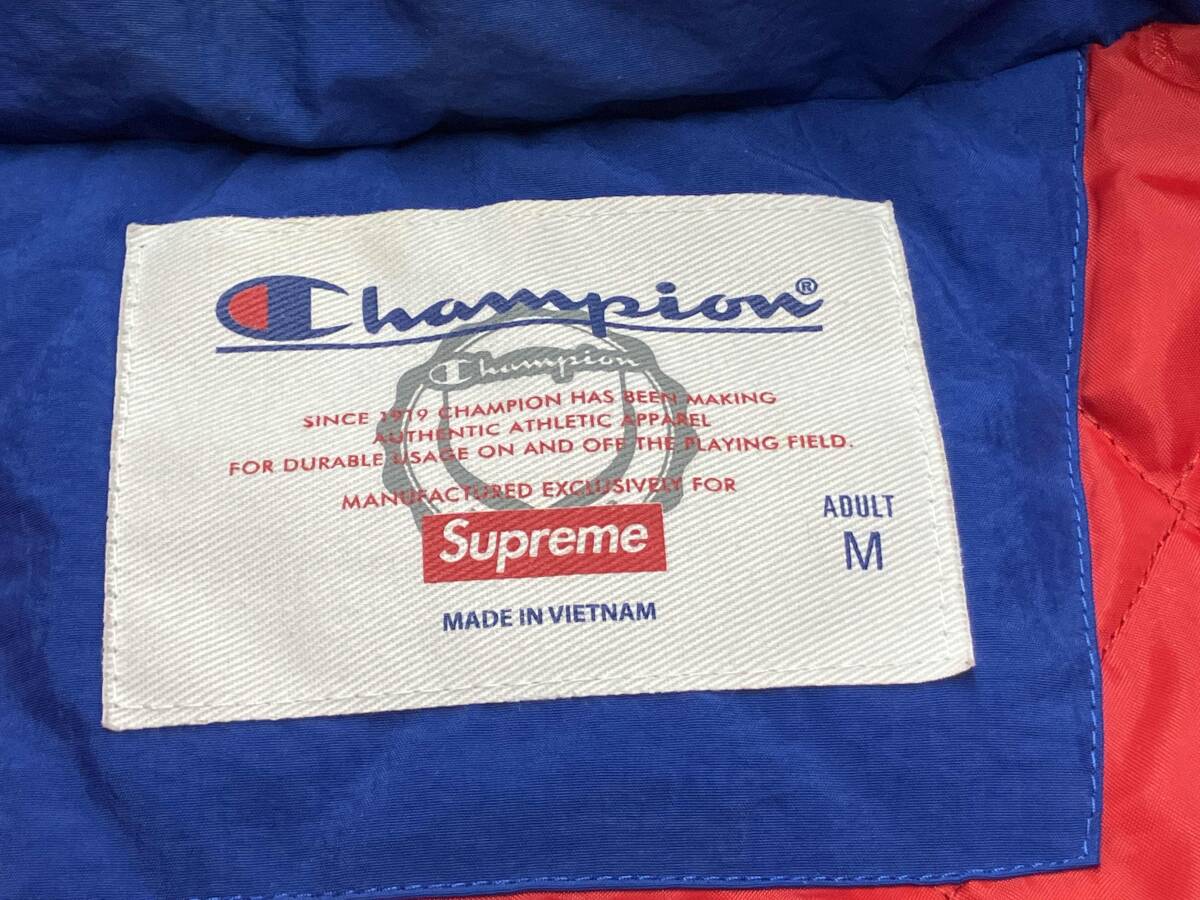 Champion®
Champion
SINCE 1919 CHAMPION HAS BEEN MAKING
AUTHENTIC ATHLETIC APPAREL
FOR DURABLE USAGE ON AND OFF THE PLAYING FIELD.
MANUFACTURED EXCLUSIVELY FOR
Supreme
ADULT
M
MADE IN VIETNAM